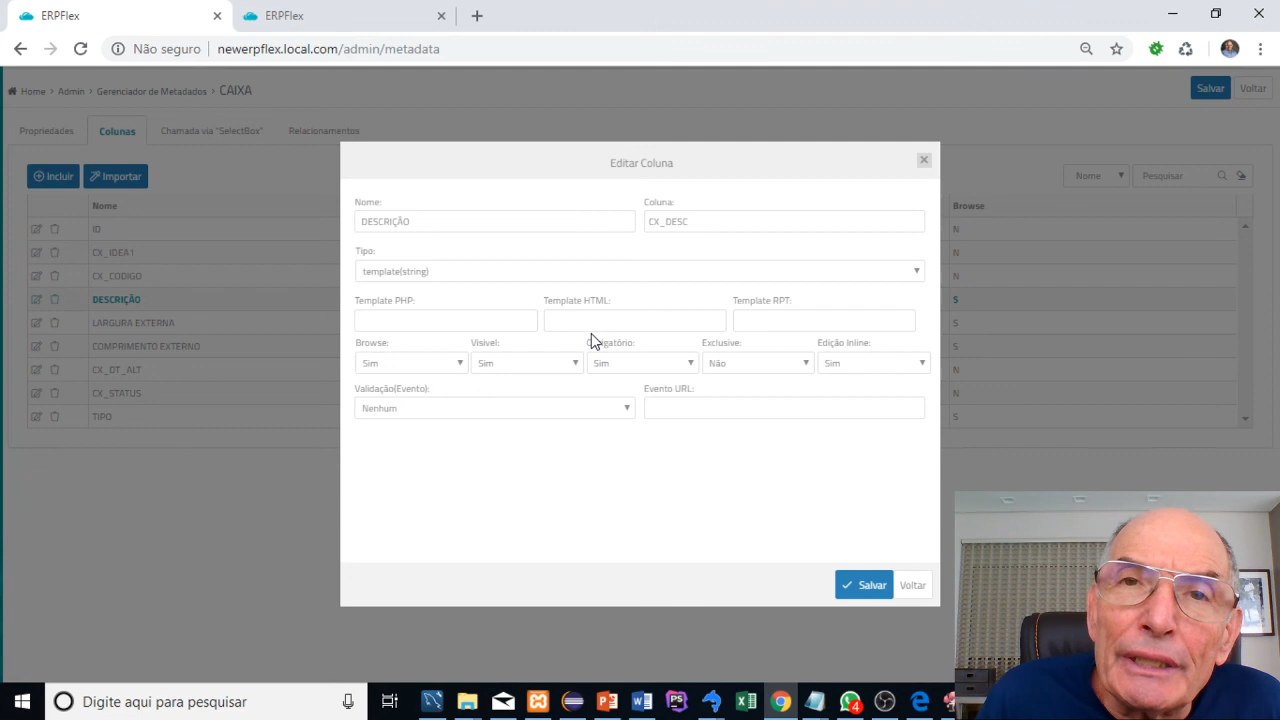 ERPFlex
ERPFlex
Não seguro newerpflex.local.com/admin/metadata
Home > Admin > Gerenciador de Metadados > CAIXA
Salvar Voltar
Propriedades Colunas Chamada via "SelectBox" Relacionamentos
Incluir Importar
Nome Pesquisar
Nome Browse
ID N
CX_IDEA1 N
CX_CODIGO N
DESCRIÇÃO S
LARGURA EXTERNA S
COMPRIMENTO EXTERNO S
CX_DT_ALT N
CX_STATUS N
TIPO S
Editar Coluna
Nome: Coluna:
DESCRIÇÃO CX_DESC
Tipo:
template(string)
Template PHP: Template HTML: Template RPT:
Browse: Visivel: Exclusive: Edição Inline:
Sim Sim Sim Não Sim
Validação(Evento): Evento URL:
Nenhum
Salvar Voltar
Digite aqui para pesquisar
4